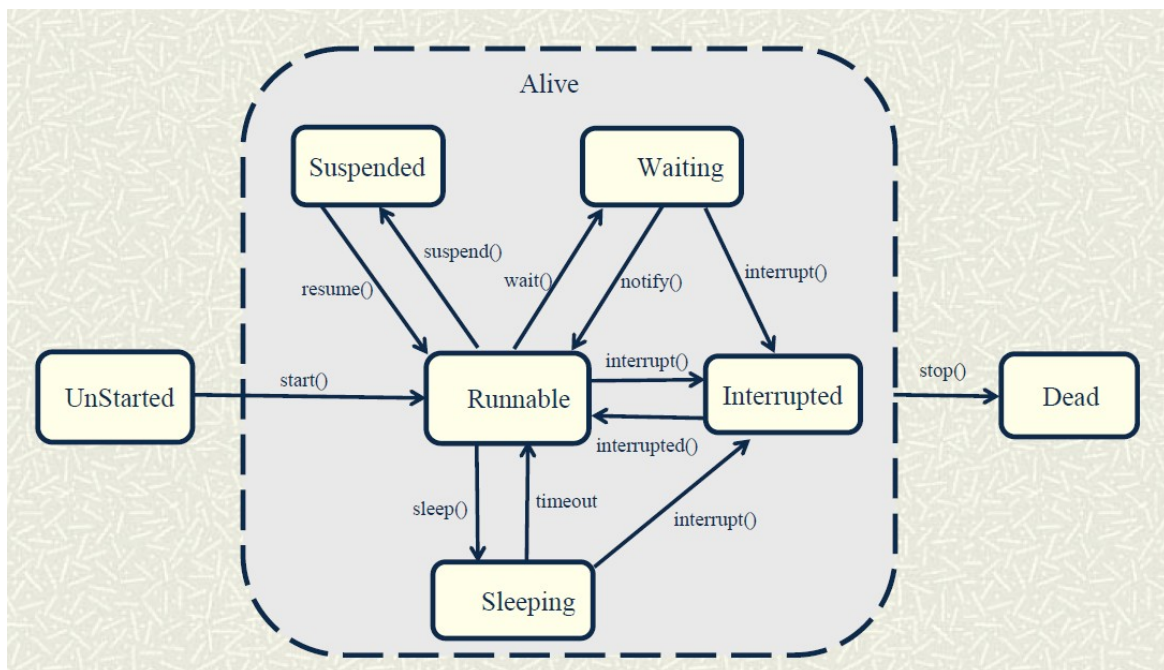 Alive
Suspended
Waiting
suspend()
resume()
wait()
notify()
interrupt()
UnStarted
start()
Runnable
interrupt()
interrupted()
Interrupted
stop()
Dead
sleep()
timeout
interrupt()
Sleeping